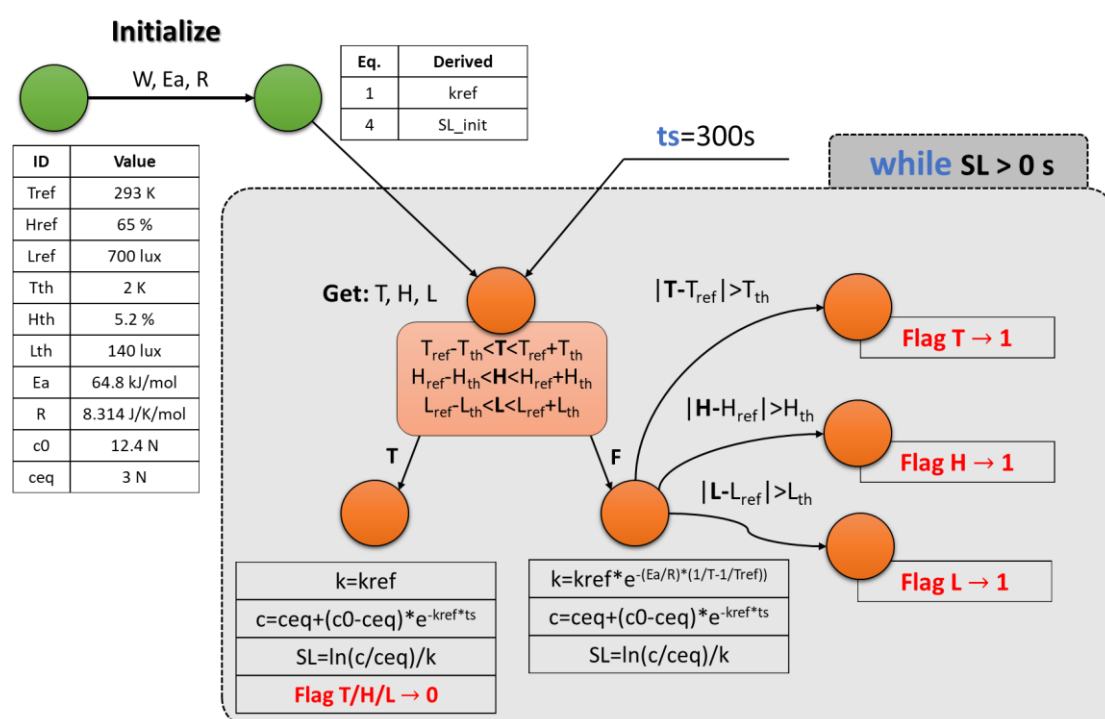 Initialize
W, Ea, R
Eq. Derived
1 kref
4 SL_init
ID Value
Tref 293 K
Href 65 %
Lref 700 lux
Tth 2 K
Hth 5.2 %
Lth 140 lux
Ea 64.8 kJ/mol
R 8.314 J/K/mol
c0 12.4 N
ceq 3 N
ts=300s
while SL > 0 s
Get: T, H, L
Tref-Tth<T<Tref+Tth
Href-Hth<H<Href+Hth
Lref-Lth<L<Lref+Lth
T
F
|T-Tref|>Tth
Flag T → 1
|H-Href|>Hth
Flag H → 1
|L-Lref|>Lth
Flag L → 1
k=kref
c=ceq+(c0-ceq)*e-kref*ts
SL=ln(c/ceq)/k
Flag T/H/L → 0
k=kref*e-(Ea/R)*(1/T-1/Tref))
c=ceq+(c0-ceq)*e-kref*ts
SL=ln(c/ceq)/k